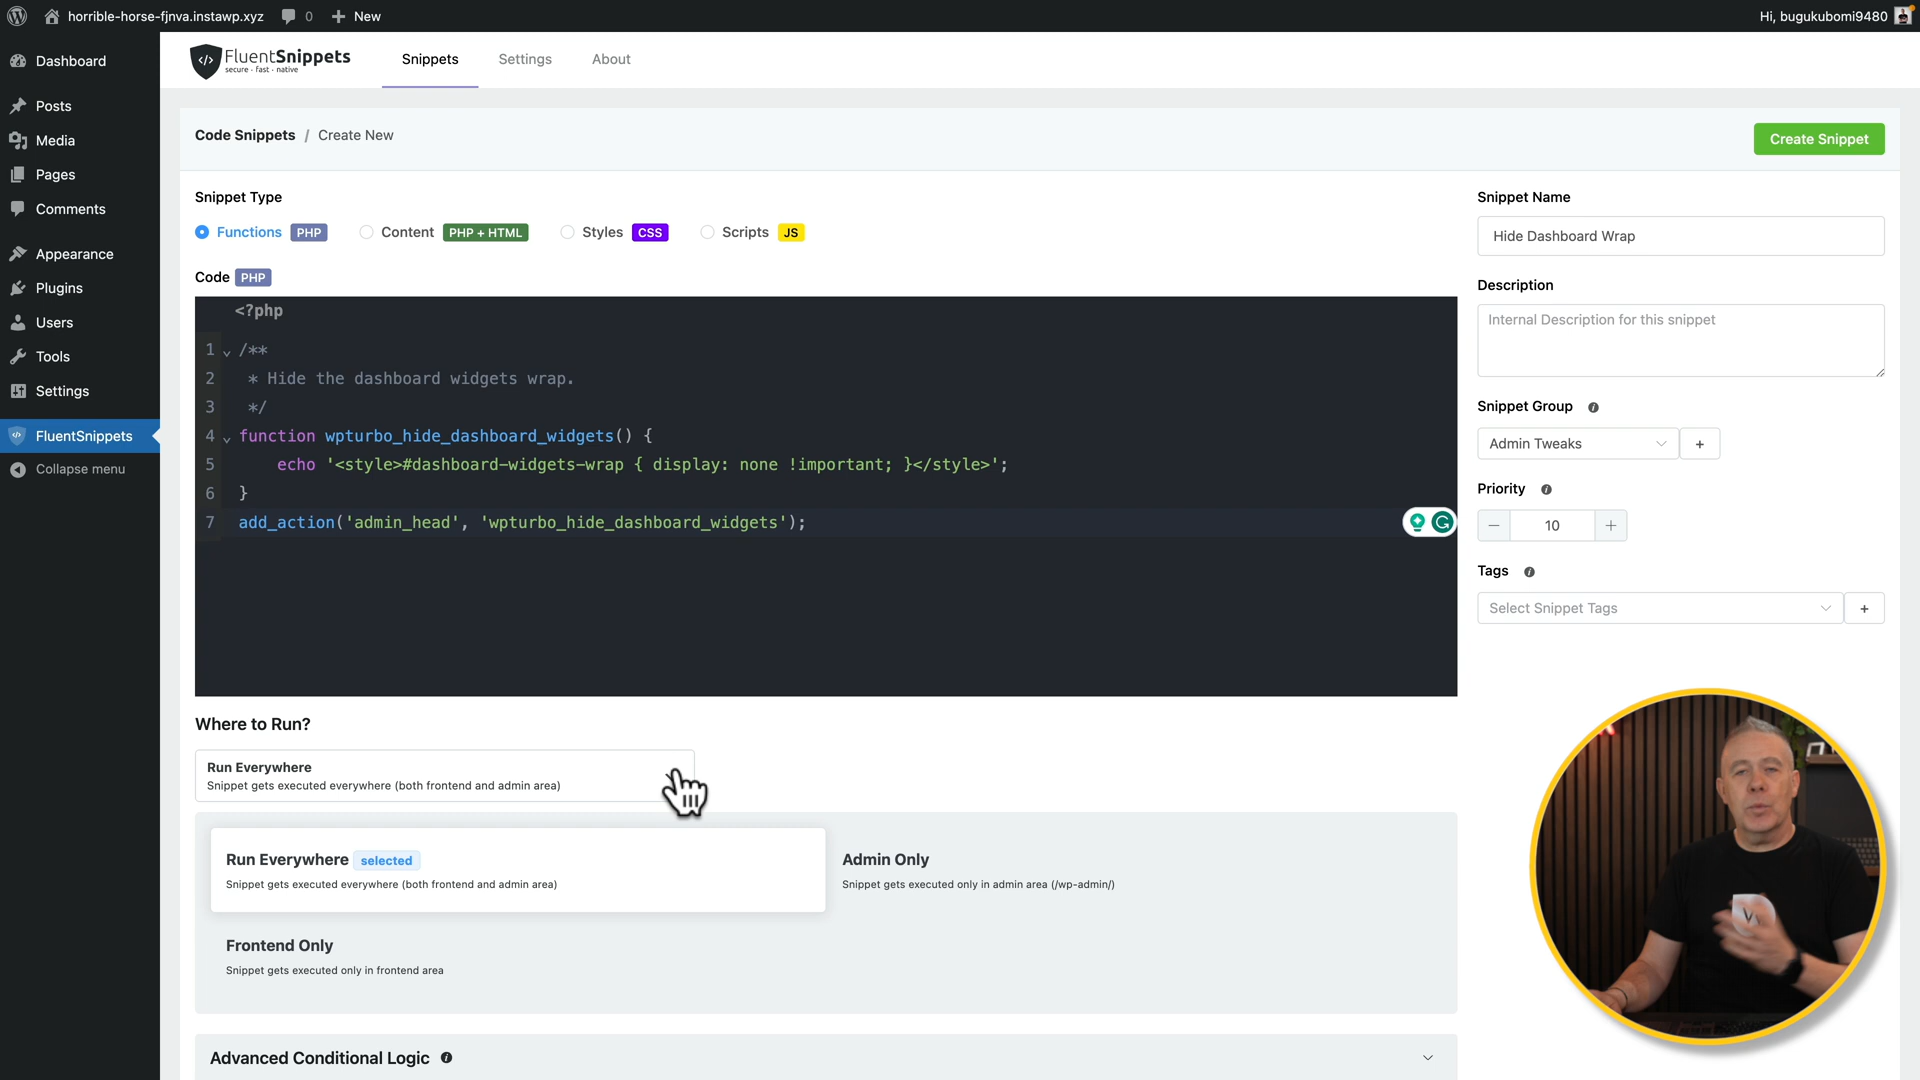 horrible-horse-fjnva.instawp.xyz 0 New
Hi, bugukubomi9480
Dashboard
Posts
Media
Pages
Comments
Appearance
Plugins
Users
Tools
Settings
FluentSnippets
Collapse menu
FluentSnippets
secure - fast - native
Snippets Settings About
Code Snippets / Create New
Create Snippet
Snippet Type
Functions PHP Content PHP + HTML Styles CSS Scripts JS
Code PHP
<?php
1 /**
2 * Hide the dashboard widgets wrap.
3 */
4 function wpturbo_hide_dashboard_widgets() {
5 echo '<style>#dashboard-widgets-wrap { display: none !important; }</style>';
6 }
7 add_action('admin_head', 'wpturbo_hide_dashboard_widgets');
Where to Run?
Run Everywhere
Snippet gets executed everywhere (both frontend and admin area)
Run Everywhere selected
Snippet gets executed everywhere (both frontend and admin area)
Admin Only
Snippet gets executed only in admin area (/wp-admin/)
Frontend Only
Snippet gets executed only in frontend area
Advanced Conditional Logic
Snippet Name
Hide Dashboard Wrap
Description
Internal Description for this snippet
Snippet Group
Admin Tweaks +
Priority
− 10 +
Tags
Select Snippet Tags +